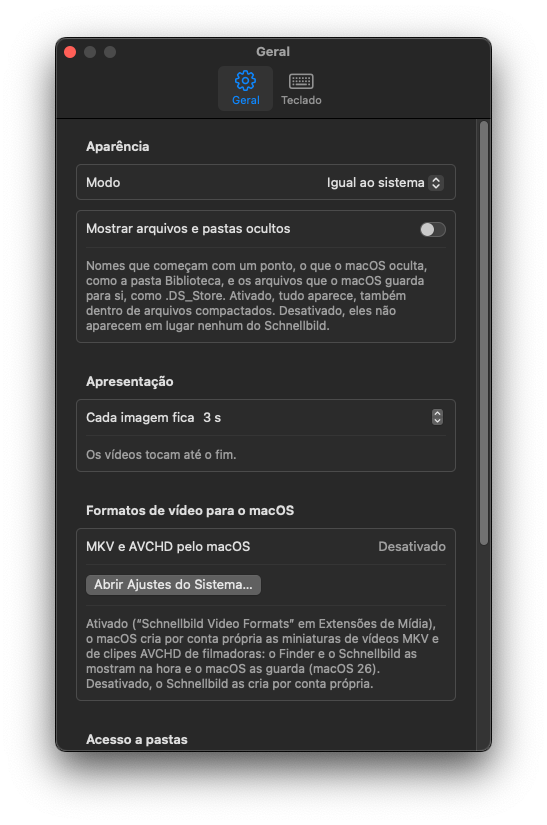 Geral
Geral
Teclado
Aparência
Modo
Igual ao sistema
Mostrar arquivos e pastas ocultos
Nomes que começam com um ponto, o que o macOS oculta,
como a pasta Biblioteca, e os arquivos que o macOS guarda
para si, como .DS_Store. Ativado, tudo aparece, também
dentro de arquivos compactados. Desativado, eles não
aparecem em lugar nenhum do Schnellbild.
Apresentação
Cada imagem fica 3 s
Os vídeos tocam até o fim.
Formatos de vídeo para o macOS
MKV e AVCHD pelo macOS
Desativado
Abrir Ajustes do Sistema...
Ativado (“Schnellbild Video Formats” em Extensões de Mídia),
o macOS cria por conta própria as miniaturas de vídeos MKV e
de clipes AVCHD de filmadoras: o Finder e o Schnellbild as
mostram na hora e o macOS as guarda (macOS 26).
Desativado, o Schnellbild as cria por conta própria.
Acesso a pastas